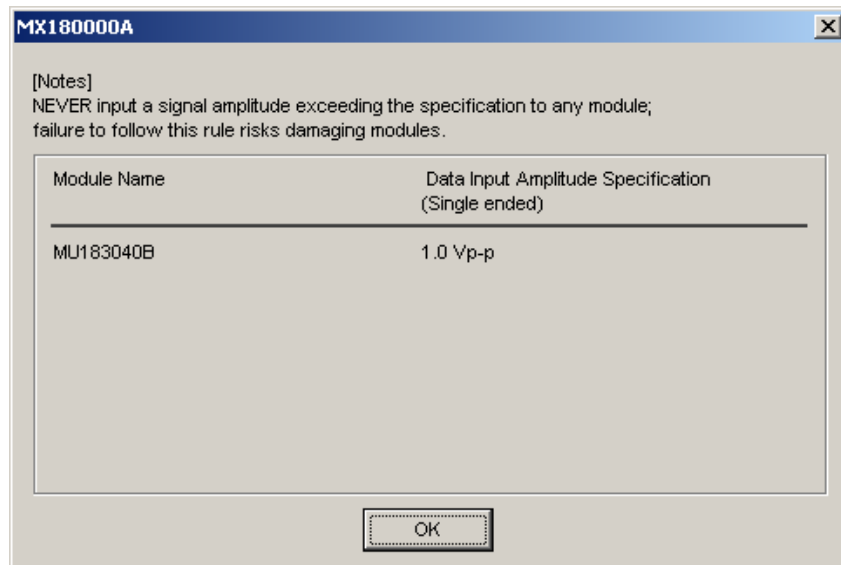 MX180000A
[Notes]
NEVER input a signal amplitude exceeding the specification to any module;
failure to follow this rule risks damaging modules.
Module Name Data Input Amplitude Specification
(Single ended)
MU183040B 1.0 Vp-p
OK